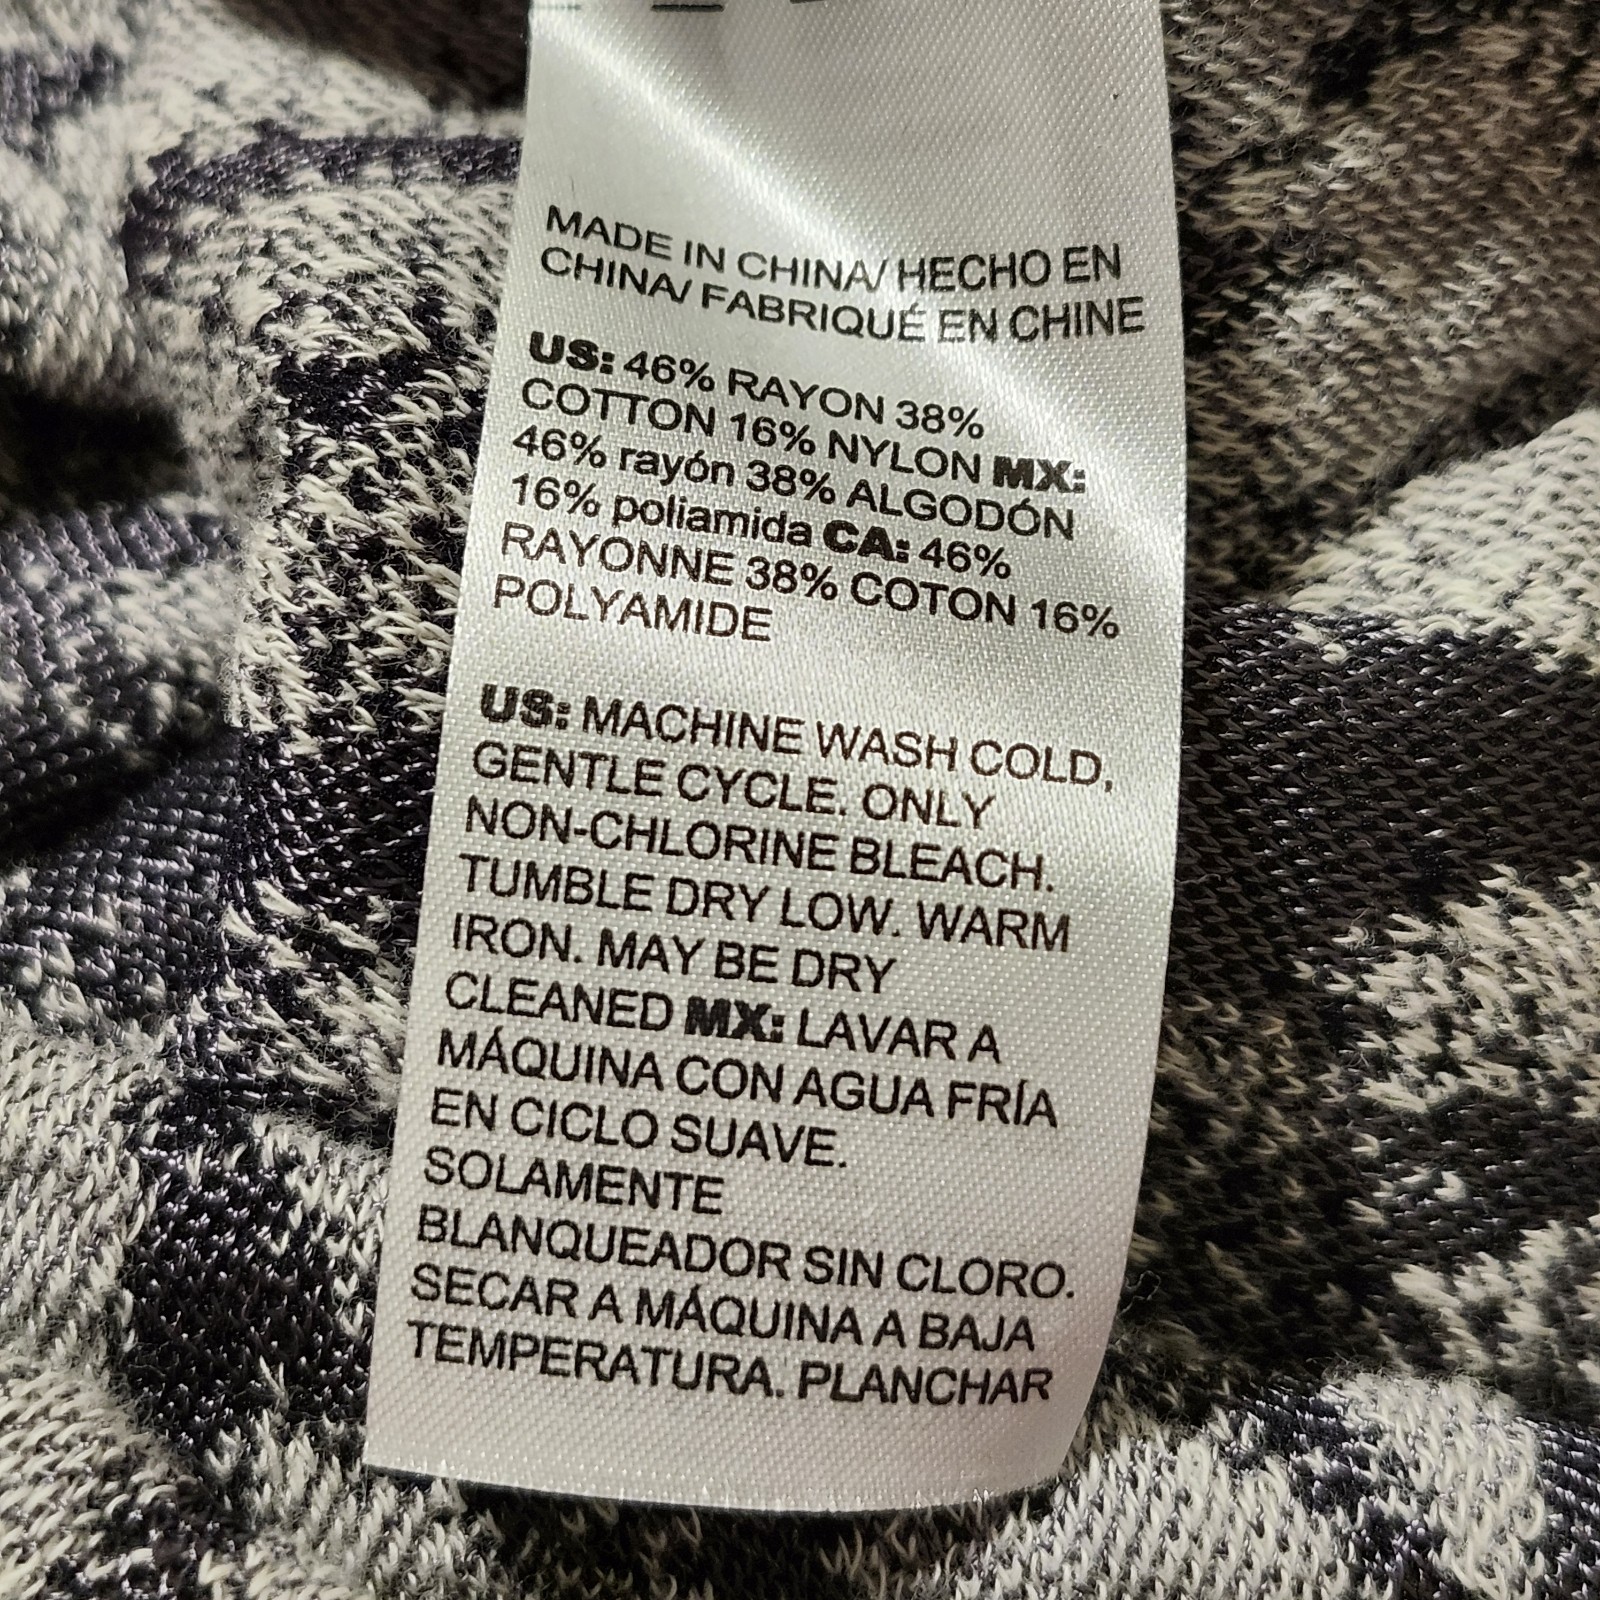 MADE IN CHINA/ HECHO EN
CHINA/ FABRIQUÉ EN CHINE
US: 46% RAYON 38%
COTTON 16% NYLON MX:
46% rayón 38% ALGODÓN
16% poliamida CA: 46%
RAYONNE 38% COTON 16%
POLYAMIDE
US: MACHINE WASH COLD,
GENTLE CYCLE. ONLY
NON-CHLORINE BLEACH.
TUMBLE DRY LOW. WARM
IRON. MAY BE DRY
CLEANED MX: LAVAR A
MÁQUINA CON AGUA FRÍA
EN CICLO SUAVE.
SOLAMENTE
BLANQUEADOR SIN CLORO.
SECAR A MÁQUINA A BAJA
TEMPERATURA. PLANCHAR